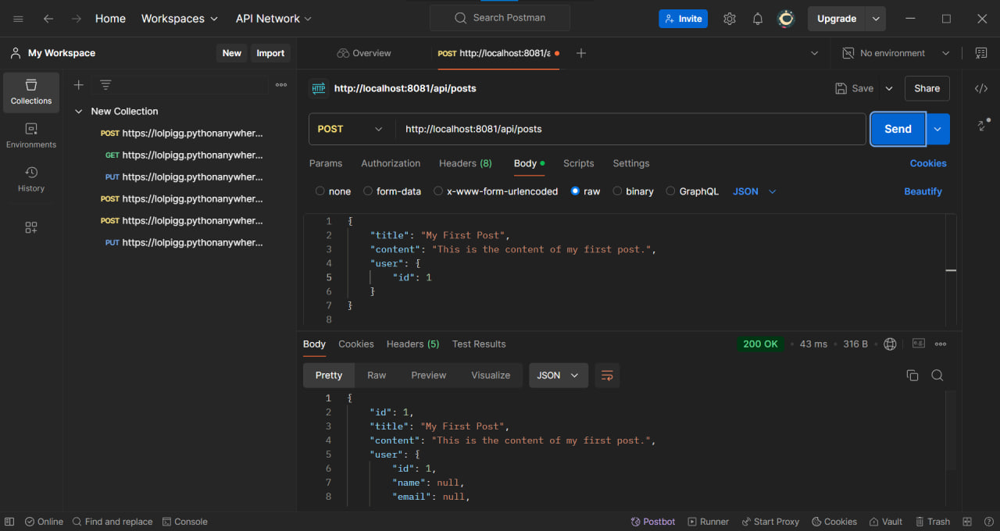 Home Workspaces API Network Search Postman Invite Upgrade
My Workspace New Import Overview POST http://localhost:8081/a No environment
Collections
Environments
History
New Collection
POST https://lolpigg.pythonanywher...
GET https://lolpigg.pythonanywher...
PUT https://lolpigg.pythonanywher...
POST https://lolpigg.pythonanywher...
POST https://lolpigg.pythonanywher...
PUT https://lolpigg.pythonanywher...
HTTP http://localhost:8081/api/posts Save Share
POST http://localhost:8081/api/posts Send
Params Authorization Headers (8) Body Scripts Settings Cookies
none form-data x-www-form-urlencoded raw binary GraphQL JSON Beautify
1 {
2 "title": "My First Post",
3 "content": "This is the content of my first post.",
4 "user": {
5 "id": 1
6 }
7 }
8
Body Cookies Headers (5) Test Results 200 OK 43 ms 316 B e.g.
Pretty Raw Preview Visualize JSON
1 {
2 "id": 1,
3 "title": "My First Post",
4 "content": "This is the content of my first post.",
5 "user": {
6 "id": 1,
7 "name": null,
8 "email": null,
Online Find and replace Console Postbot Runner Start Proxy Cookies Vault Trash